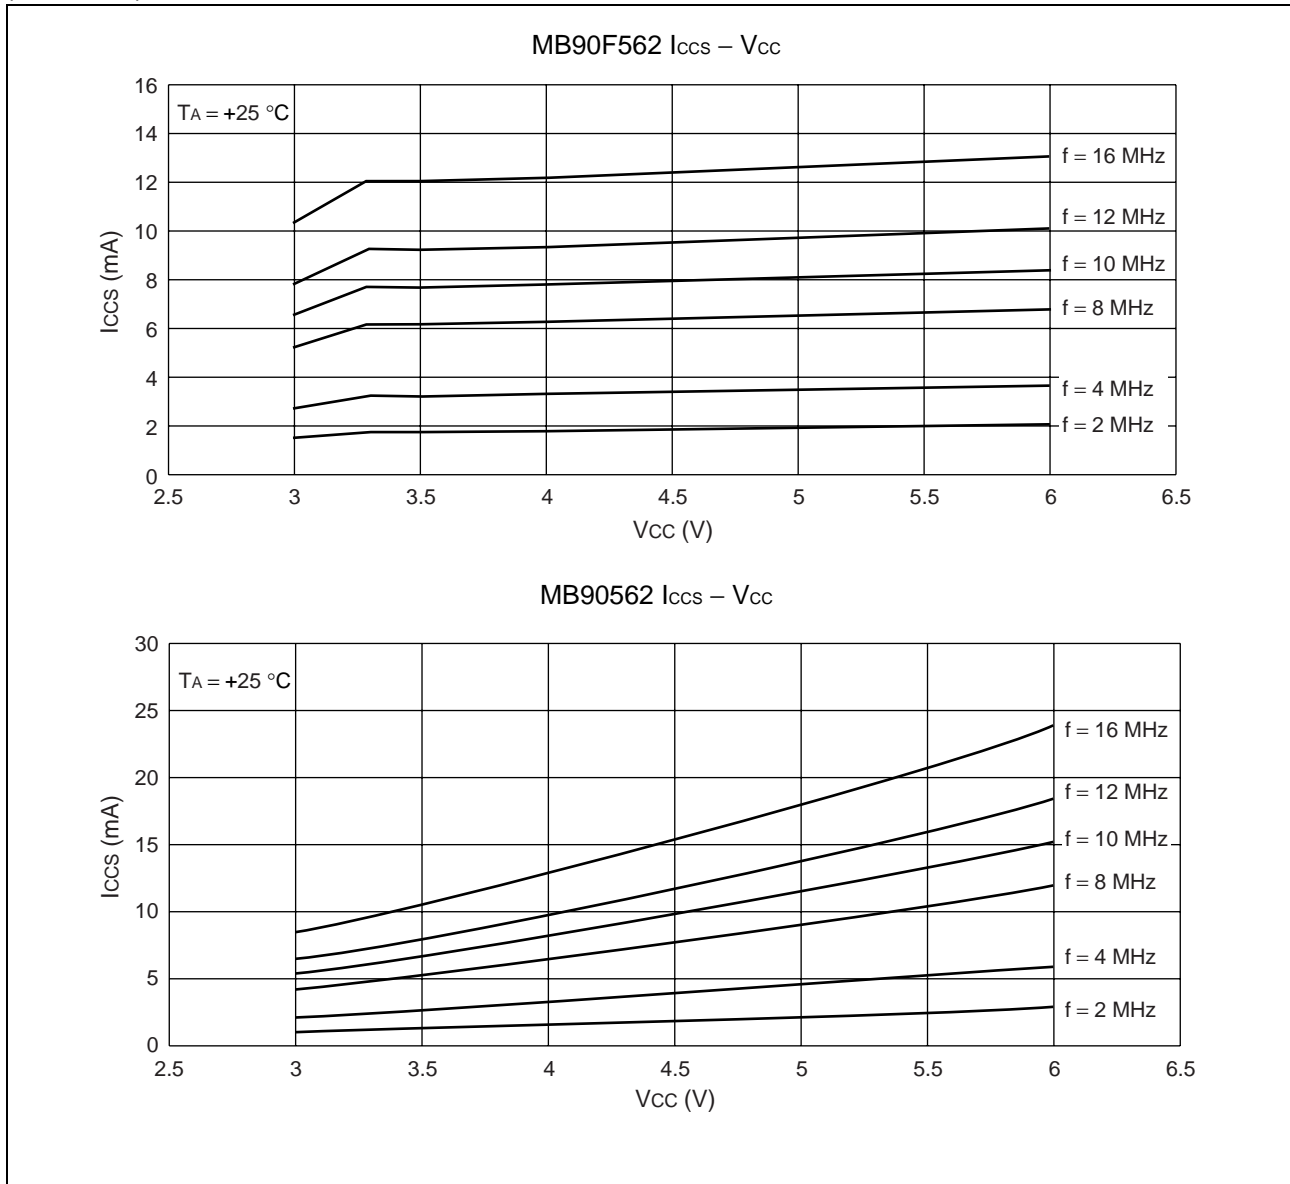 MB90F562 Iccs – Vcc
16
TA = +25 °C
14
f = 16 MHz
12
f = 12 MHz
10
f = 10 MHz
8
f = 8 MHz
6
4
f = 4 MHz
2
f = 2 MHz
0
Iccs (mA)
2.5 3 3.5 4 4.5 5 5.5 6 6.5
Vcc (V)
MB90562 Iccs – Vcc
30
TA = +25 °C
25
f = 16 MHz
20
f = 12 MHz
15
f = 10 MHz
f = 8 MHz
10
5
f = 4 MHz
f = 2 MHz
0
Iccs (mA)
2.5 3 3.5 4 4.5 5 5.5 6 6.5
Vcc (V)